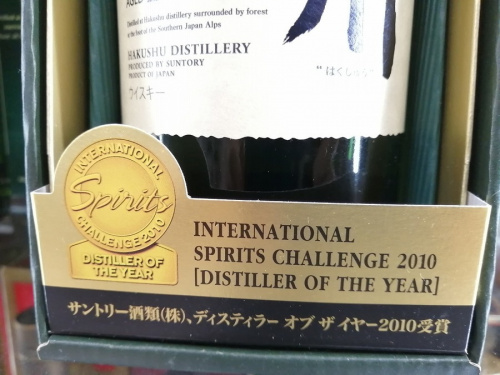 Distilled at Hakushu distillery surrounded by forest
at the foot of the Southern Japan Alps
HAKUSHU DISTILLERY
PRODUCED BY SUNTORY
PRODUCT OF JAPAN
ウイスキー
"はくしゅう"
INTERNATIONAL
Spirits
CHALLENGE 2010
DISTILLER OF
THE YEAR
INTERNATIONAL
SPIRITS CHALLENGE 2010
[DISTILLER OF THE YEAR]
サントリー酒類(株)、ディスティラー オブ ザ イヤー2010受賞